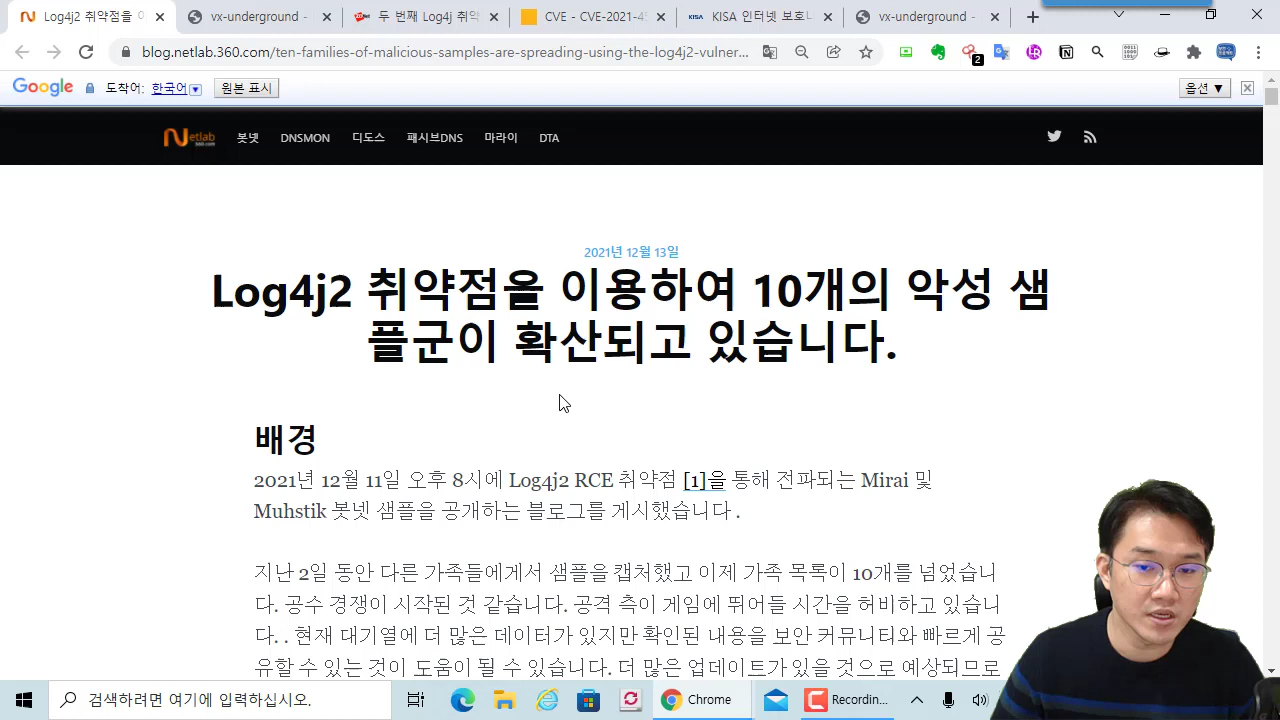 Log4j2 취약점을 이
vx-underground -
두 번째 Log4j 취약
CVE - CVE-2021-4
KISA 인터넷 보호나
vx-underground -
blog.netlab.360.com/ten-families-of-malicious-samples-are-spreading-using-the-log4j2-vulner...
2
Google 도착어: 한국어 원본 표시 옵션 ▼
Netlab
360.com
봇넷 DNSMON 디도스 패시브DNS 마라이 DTA
2021년 12월 13일
Log4j2 취약점을 이용하여 10개의 악성 샘
플군이 확산되고 있습니다.
배경
2021년 12월 11일 오후 8시에 Log4j2 RCE 취약점 [1]을 통해 전파되는 Mirai 및
Muhstik 봇넷 샘플을 공개하는 블로그를 게시했습니다 .
지난 2일 동안 다른 가족들에게서 샘플을 캡처했고 이제 가족 목록이 10개를 넘었습니
다. 공수 경쟁이 시작된 것 같습니다. 공격 측이 게임에 뛰어들 시간을 허비하고 있습니
다. . 현재 대기열에 더 많은 데이터가 있지만 확인된 내용을 보안 커뮤니티와 빠르게 공
유할 수 있는 것이 도움이 될 수 있습니다. 더 많은 업데이트가 있을 것으로 예상되므로
검색하려면 여기에 입력하십시오.
Chrome
Recordin...